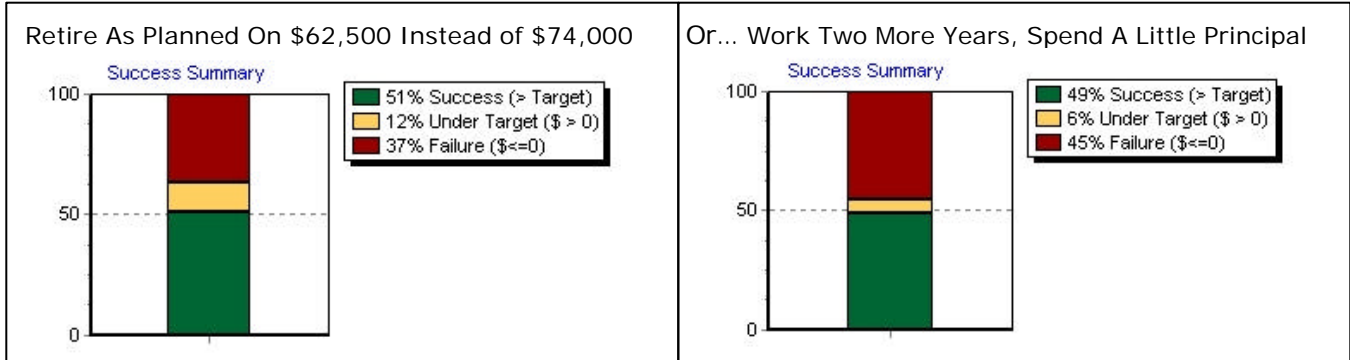 Retire As Planned On $62,500 Instead of $74,000
Success Summary
100
50
0
51% Success (> Target)
12% Under Target ($ > 0)
37% Failure ($<=0)
Or... Work Two More Years, Spend A Little Principal
Success Summary
100
50
0
49% Success (> Target)
6% Under Target ($ > 0)
45% Failure ($<=0)